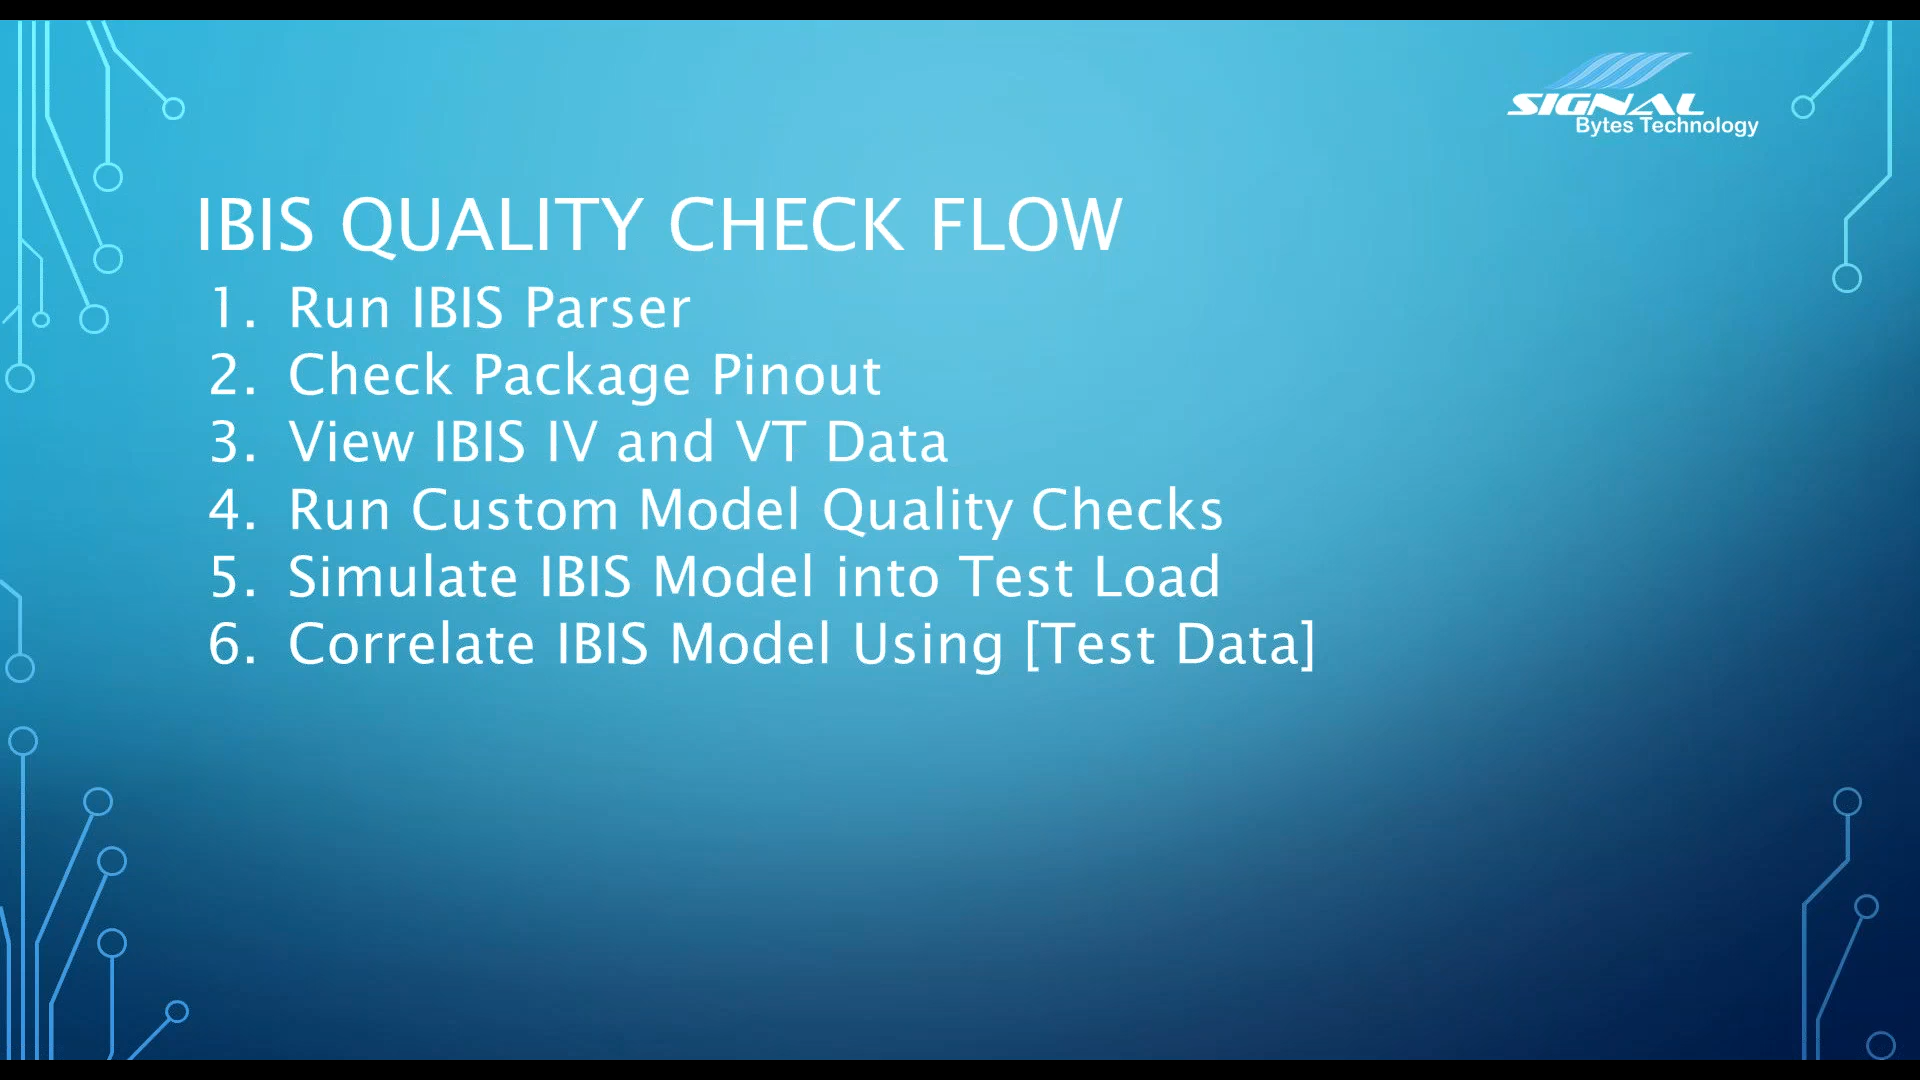 SIGNAL
Bytes Technology
IBIS QUALITY CHECK FLOW
1. Run IBIS Parser
2. Check Package Pinout
3. View IBIS IV and VT Data
4. Run Custom Model Quality Checks
5. Simulate IBIS Model into Test Load
6. Correlate IBIS Model Using [Test Data]